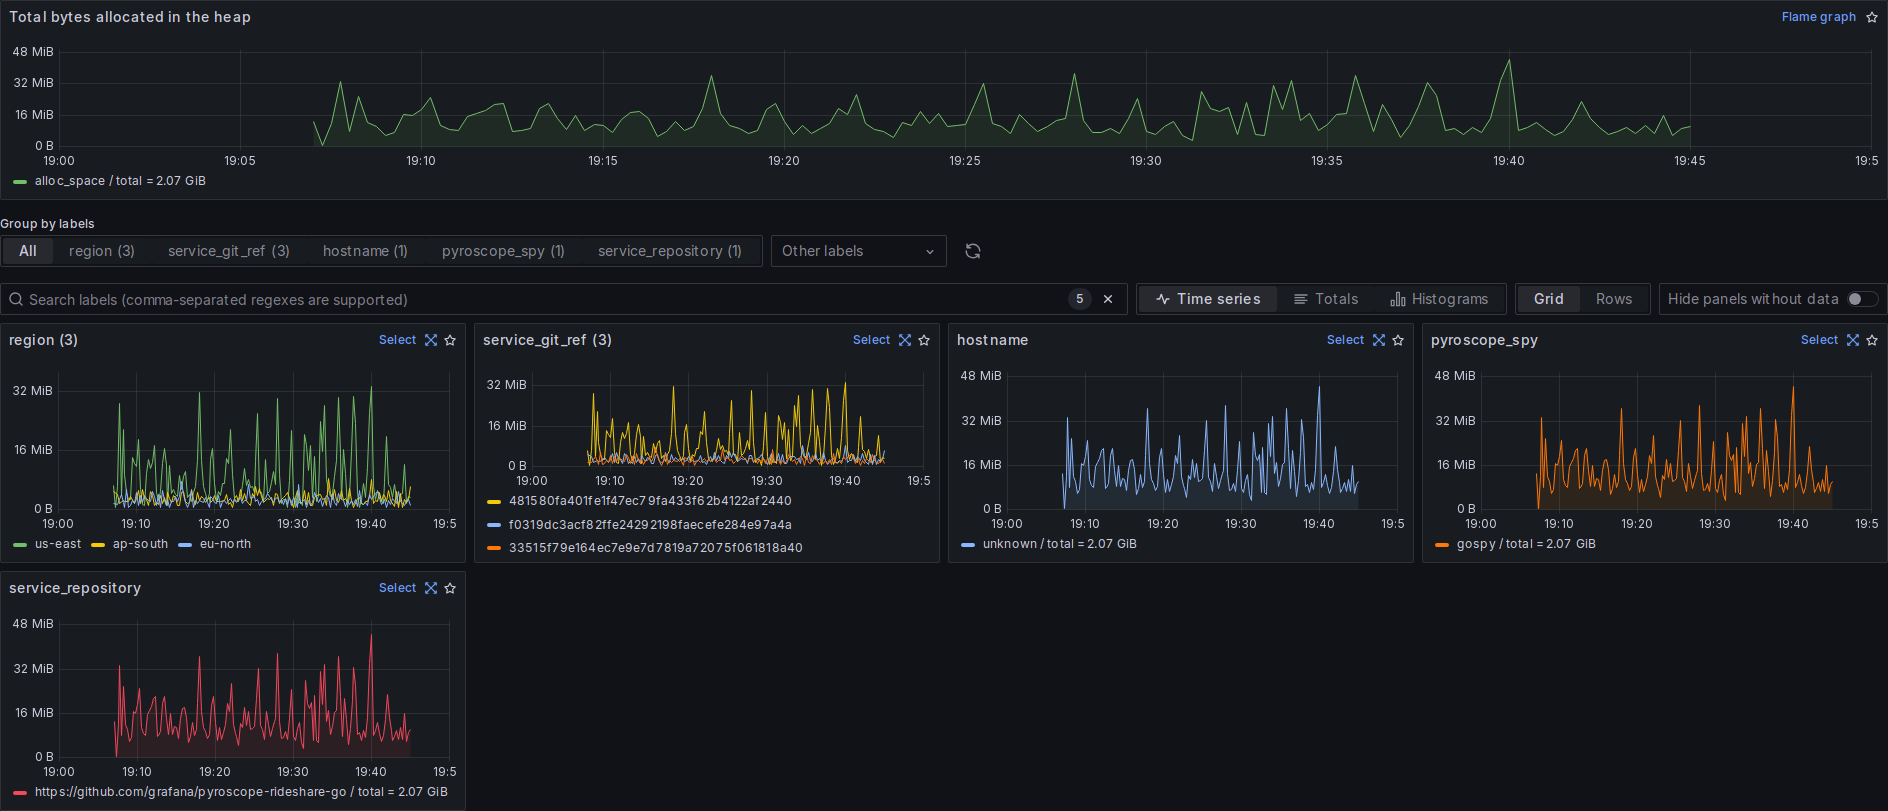 Total bytes allocated in the heap
Flame graph
48 MiB
32 MiB
16 MiB
0 B
19:00 19:05 19:10 19:15 19:20 19:25 19:30 19:35 19:40 19:45 19:5
alloc_space / total = 2.07 GiB
Group by labels
All region (3) service_git_ref (3) hostname (1) pyroscope_spy (1) service_repository (1) Other labels
Search labels (comma-separated regexes are supported) 5 Time series Totals Histograms Grid Rows Hide panels without data
region (3) Select
32 MiB
16 MiB
0 B
19:00 19:10 19:20 19:30 19:40 19:5
us-east ap-south eu-north
service_git_ref (3) Select
32 MiB
16 MiB
0 B
19:00 19:10 19:20 19:30 19:40 19:5
481580fa401fe1f47ec79fa433f62b4122af2440
f0319dc3acf82ffe24292198faecefe284e97a4a
33515f79e164ec7e9e7d7819a72075f061818a40
hostname Select
48 MiB
32 MiB
16 MiB
0 B
19:00 19:10 19:20 19:30 19:40 19:5
unknown / total = 2.07 GiB
pyroscope_spy Select
48 MiB
32 MiB
16 MiB
0 B
19:00 19:10 19:20 19:30 19:40 19:5
gospy / total = 2.07 GiB
service_repository Select
48 MiB
32 MiB
16 MiB
0 B
19:00 19:10 19:20 19:30 19:40 19:5
https://github.com/grafana/pyroscope-rideshare-go / total = 2.07 GiB